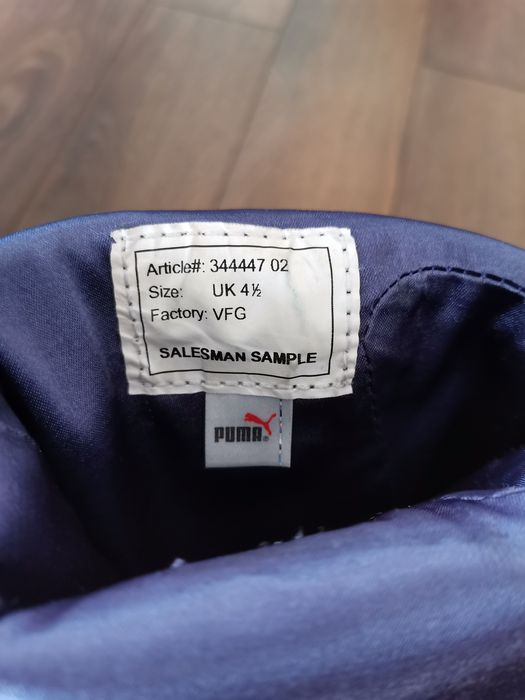 Article#: 344447 02
Size: UK 4½
Factory: VFG
SALESMAN SAMPLE
PUMA®